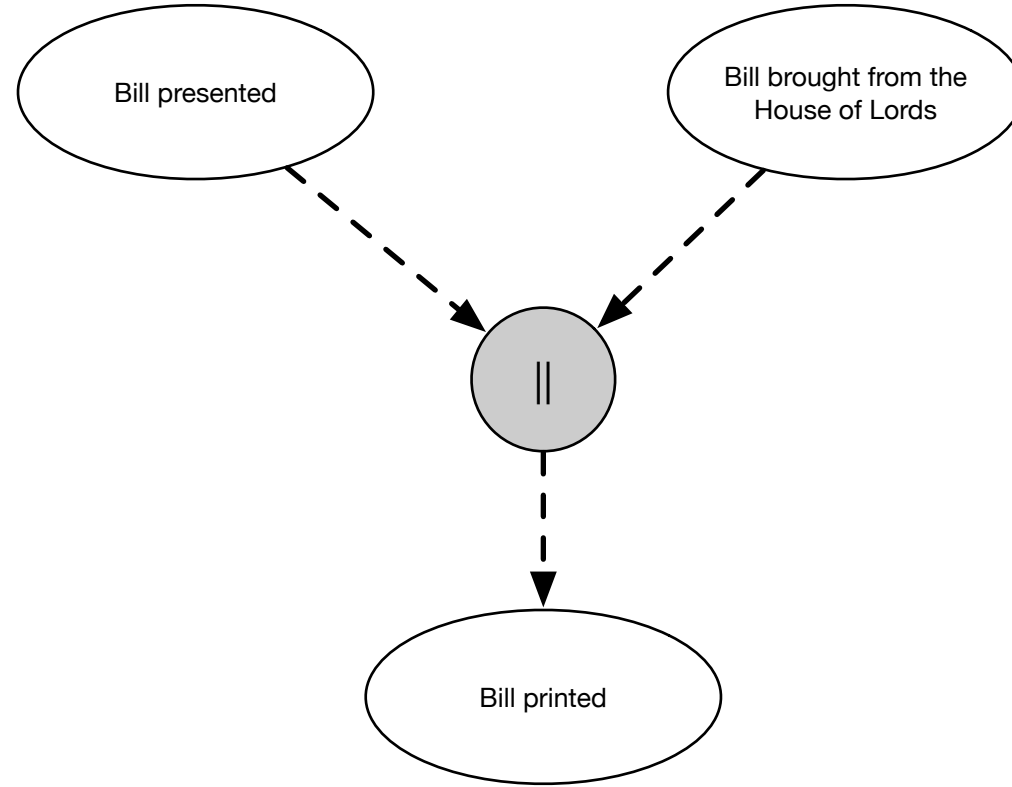 Bill presented
Bill brought from the
House of Lords
||
Bill printed